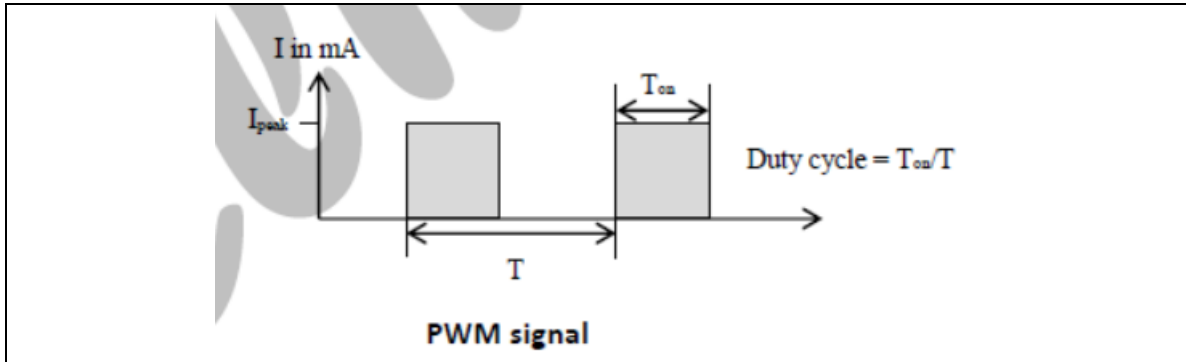 I in mA
Ton
Ipeak
Duty cycle = Ton/T
T
PWM signal